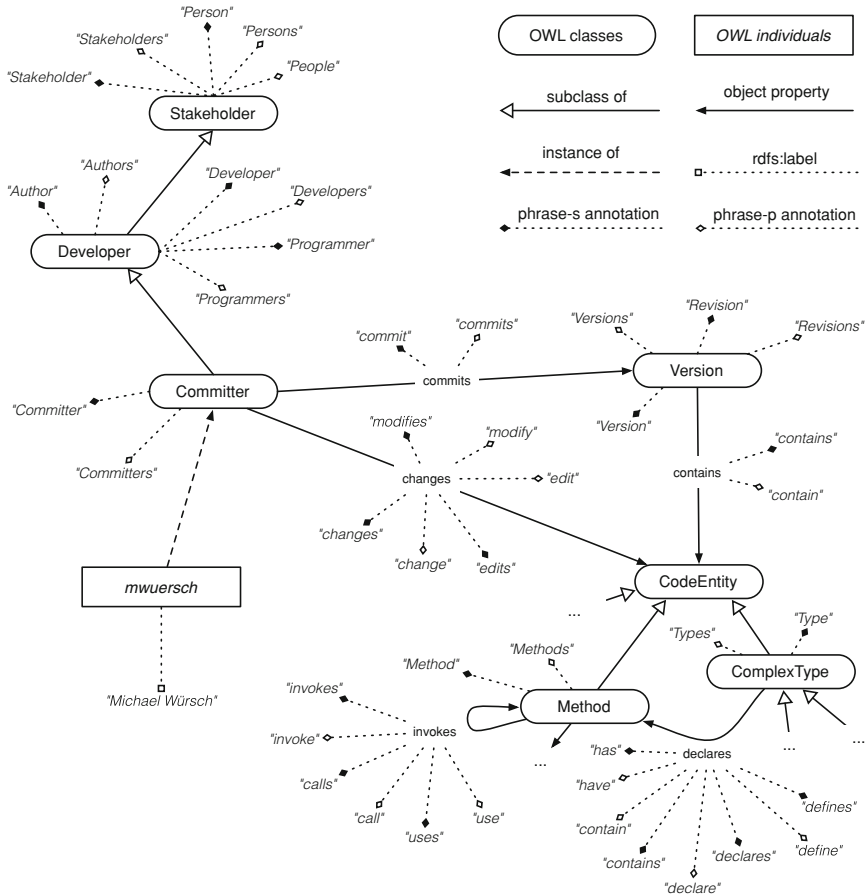 "Person"
"Stakeholders"
"Persons"
"People"
"Stakeholder"
Stakeholder
OWL classes
OWL individuals
subclass of
object property
instance of
rdfs:label
phrase-s annotation
phrase-p annotation
"Authors"
"Author"
"Developer"
"Developers"
Developer
"Programmer"
"Programmers"
"commit"
"commits"
commits
"Versions"
"Revision"
"Revisions"
Version
"Version"
Committer
"Committer"
"Committers"
"modifies"
"modify"
changes
"edit"
"changes"
"change"
"edits"
contains
"contains"
"contain"
CodeEntity
...
mwuersch
"Michael Würsch"
"Types"
"Type"
ComplexType
"Method"
"Methods"
Method
"invokes"
invokes
"invoke"
"calls"
"call"
"uses"
"use"
...
...
...
declares
"has"
"have"
"contain"
"contains"
"declare"
"declares"
"define"
"defines"